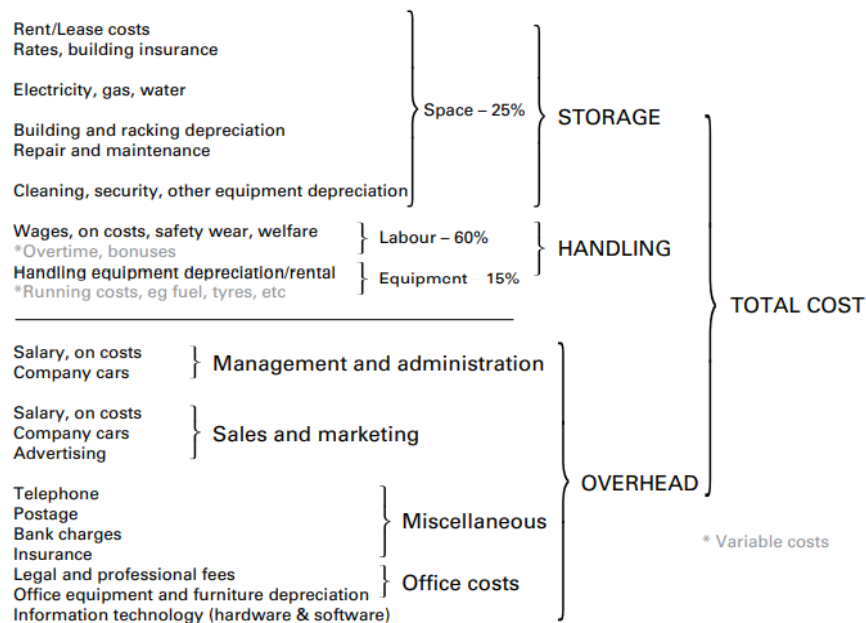 Rent/Lease costs
Rates, building insurance
Electricity, gas, water
Building and racking depreciation
Repair and maintenance
Cleaning, security, other equipment depreciation
Space – 25%
STORAGE
Wages, on costs, safety wear, welfare
*Overtime, bonuses
Labour – 60%
Handling equipment depreciation/rental
*Running costs, eg fuel, tyres, etc
Equipment – 15%
HANDLING
TOTAL COST
Salary, on costs
Company cars
Management and administration
Salary, on costs
Company cars
Advertising
Sales and marketing
OVERHEAD
Telephone
Postage
Bank charges
Insurance
Miscellaneous
Legal and professional fees
Office equipment and furniture depreciation
Office costs
Information technology (hardware & software)
* Variable costs